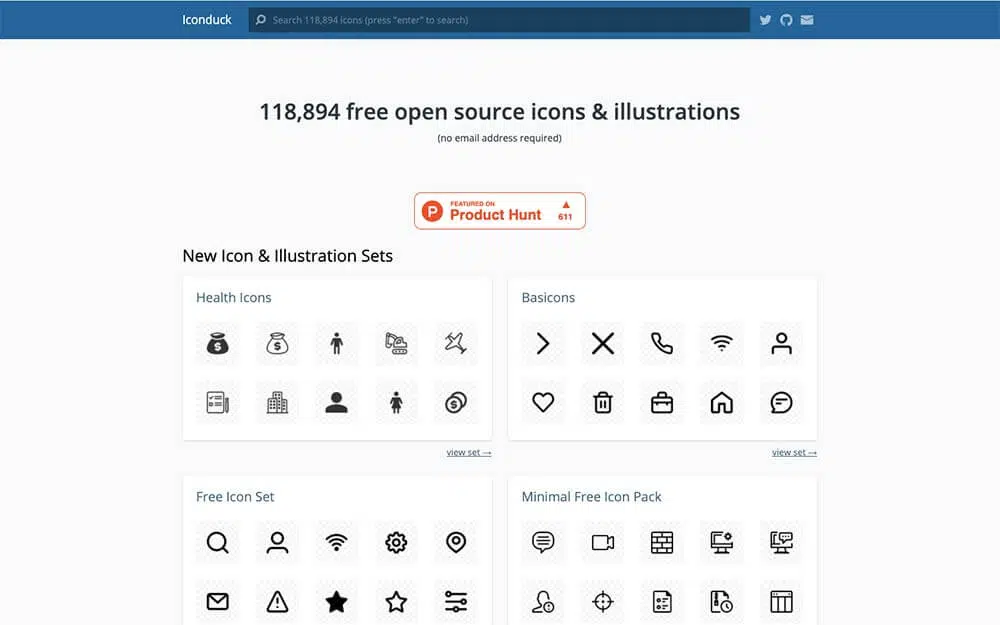 Iconduck
Search 118,894 icons (press "enter" to search)
118,894 free open source icons & illustrations
(no email address required)
P
FEATURED ON
Product Hunt
611
New Icon & Illustration Sets
Health Icons
Basicons
view set →
view set →
Free Icon Set
Minimal Free Icon Pack